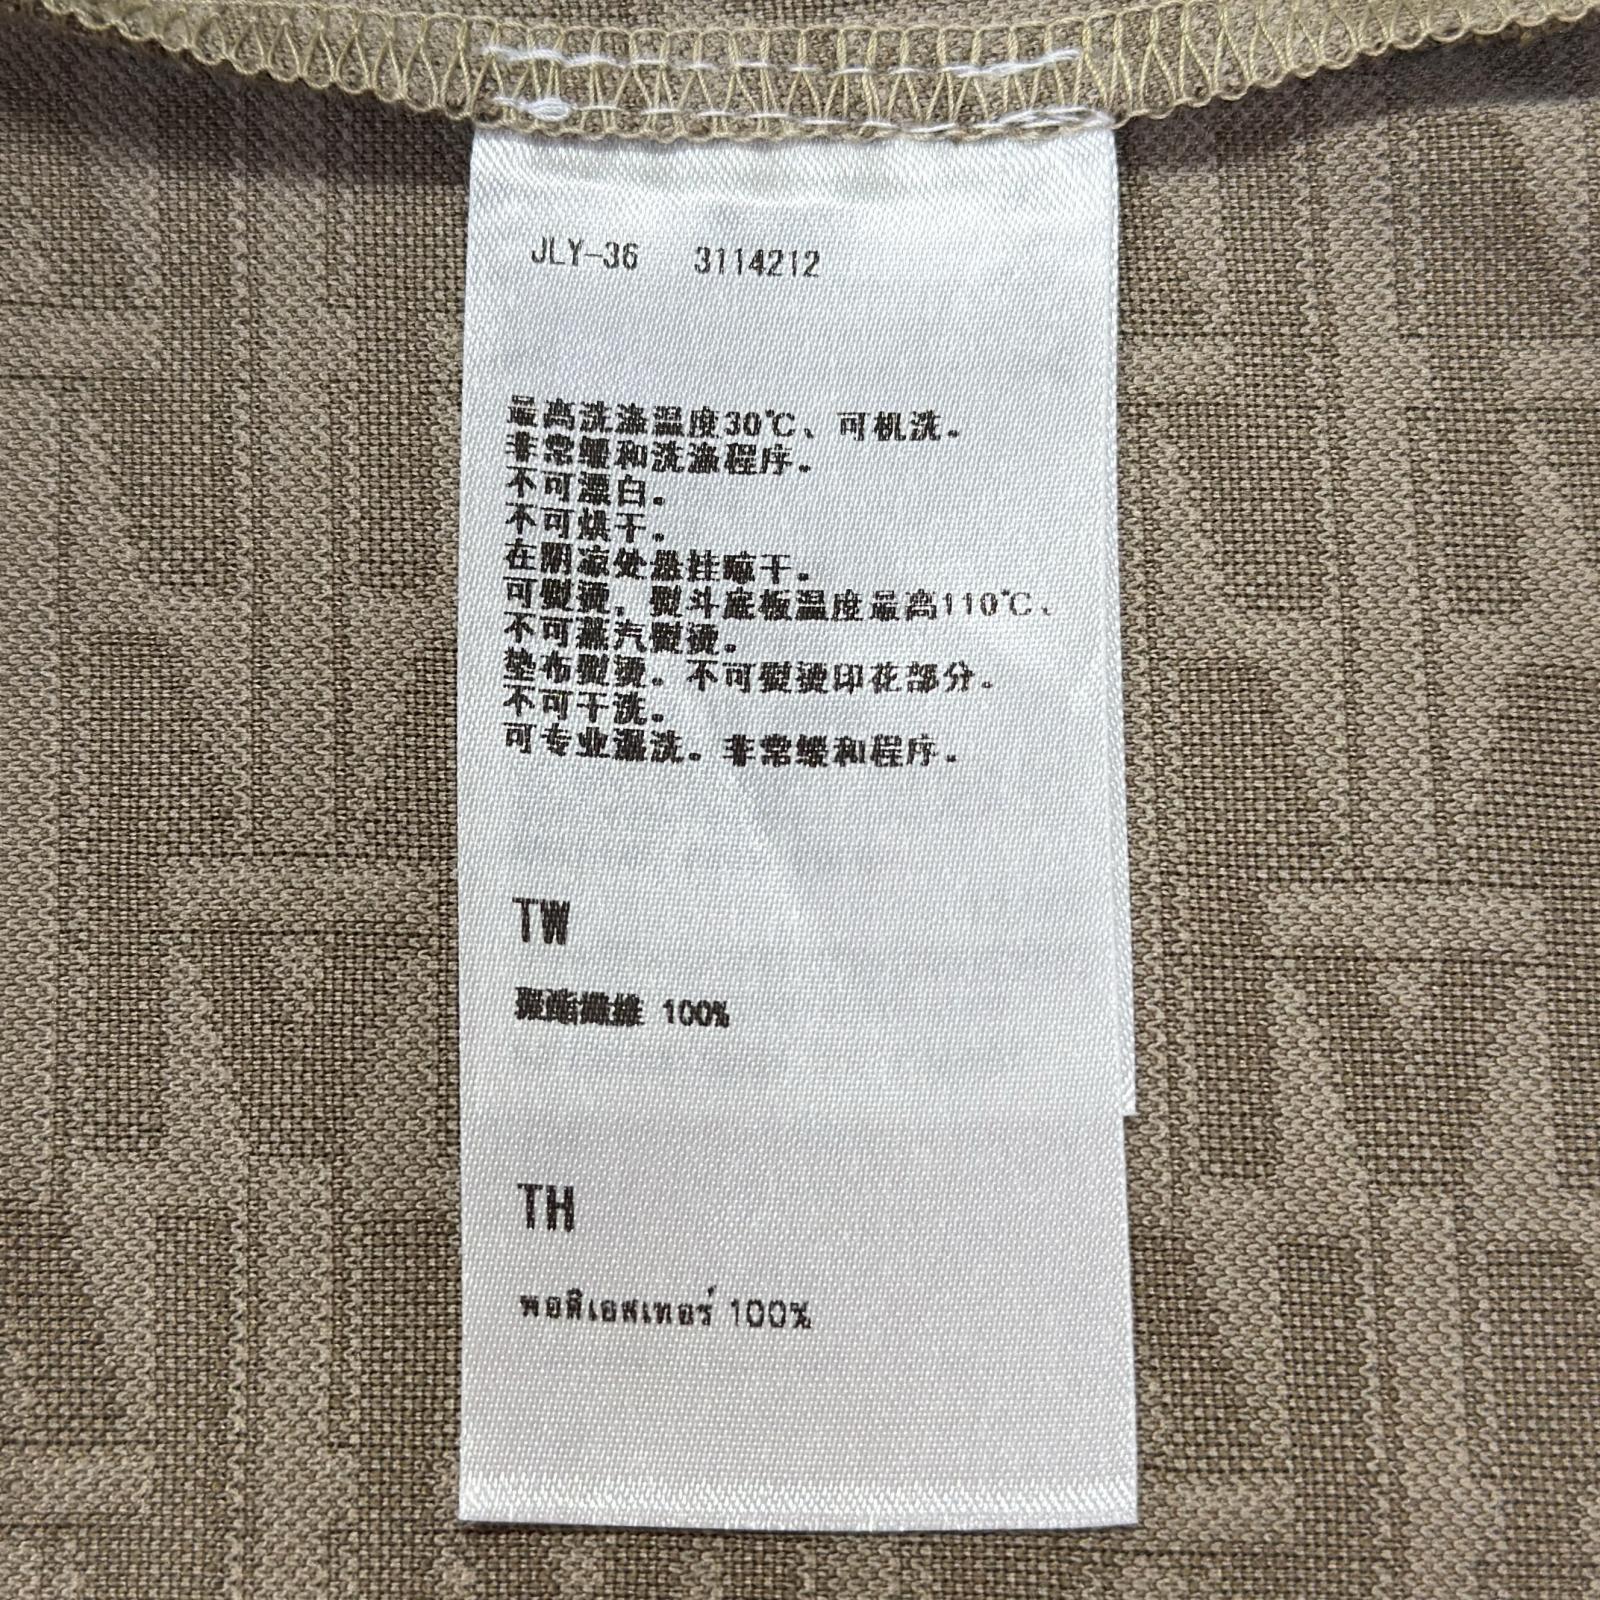 JLY-36 3114212
最高洗涤温度30℃、可机洗。
非常缓和洗涤程序。
不可漂白。
不可烘干。
在阴凉处悬挂晾干。
可熨烫，熨斗底板温度最高110℃、
不可蒸汽熨烫。
垫布熨烫。不可熨烫印花部分。
不可干洗。
可专业湿洗。非常缓和程序。
TW
聚酯纖維 100%
TH
พอลิเอสเทอร์ 100%